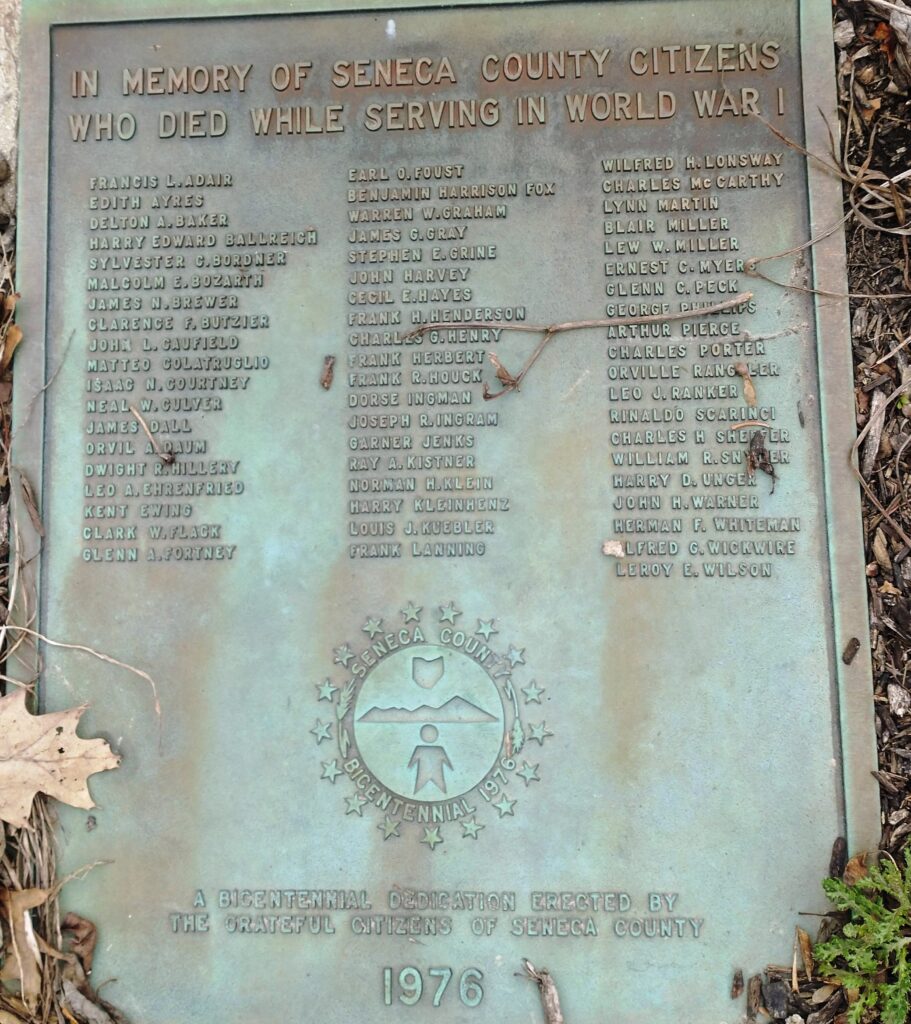 IN MEMORY OF SENECA COUNTY CITIZENS
WHO DIED WHILE SERVING IN WORLD WAR I
FRANCIS L. ADAIR
EDITH AYRES
DELTON A. BAKER
HARRY EDWARD BALLREICH
SYLVESTER C. BORDNER
MALCOLM E. BOZARTH
JAMES N. BREWER
CLARENCE F. BUTZIER
JOHN L. CAUFIELD
MATTEO COLATRUGLIO
ISAAC N. COURTNEY
NEAL W. CULVER
JAMES DALL
ORVIL A. DAUM
DWIGHT R. HILLERY
LEO A. EHRENFRIED
KENT EWING
CLARK W. FLACK
GLENN A. FORTNEY
EARL O. FOUST
BENJAMIN HARRISON FOX
WARREN W. GRAHAM
JAMES G. GRAY
STEPHEN E. GRINE
JOHN HARVEY
CECIL E. HAYES
FRANK H. HENDERSON
CHARLES G. HENRY
FRANK HERBERT
FRANK R. HOUCK
DORSE INGMAN
JOSEPH R. INGRAM
GARNER JENKS
RAY A. KISTNER
NORMAN H. KLEIN
HARRY KLEINHENZ
LOUIS J. KUEBLER
FRANK LANNING
WILFRED H. LONSWAY
CHARLES MCCARTHY
LYNN MARTIN
BLAIR MILLER
LEW W. MILLER
ERNEST C. MYER
GLENN C. PECK
GEORGE PHILLIPS
ARTHUR PIERCE
CHARLES PORTER
ORVILLE
LEO J. RANKER
RINALDO SCARINCI
CHARLES H SHEFFER
WILLIAM R. SNYDER
HARRY D. UNGER
JOHN H. WARNER
HERMAN F. WHITEMAN
G. WICKWIRE
LEROY E. WILSON
SENECA COUNTY
BICENTENNIAL 1976
A BICENTENNIAL DEDICATION ERECTED BY
THE GRATEFUL CITIZENS OF SENECA COUNTY
1976